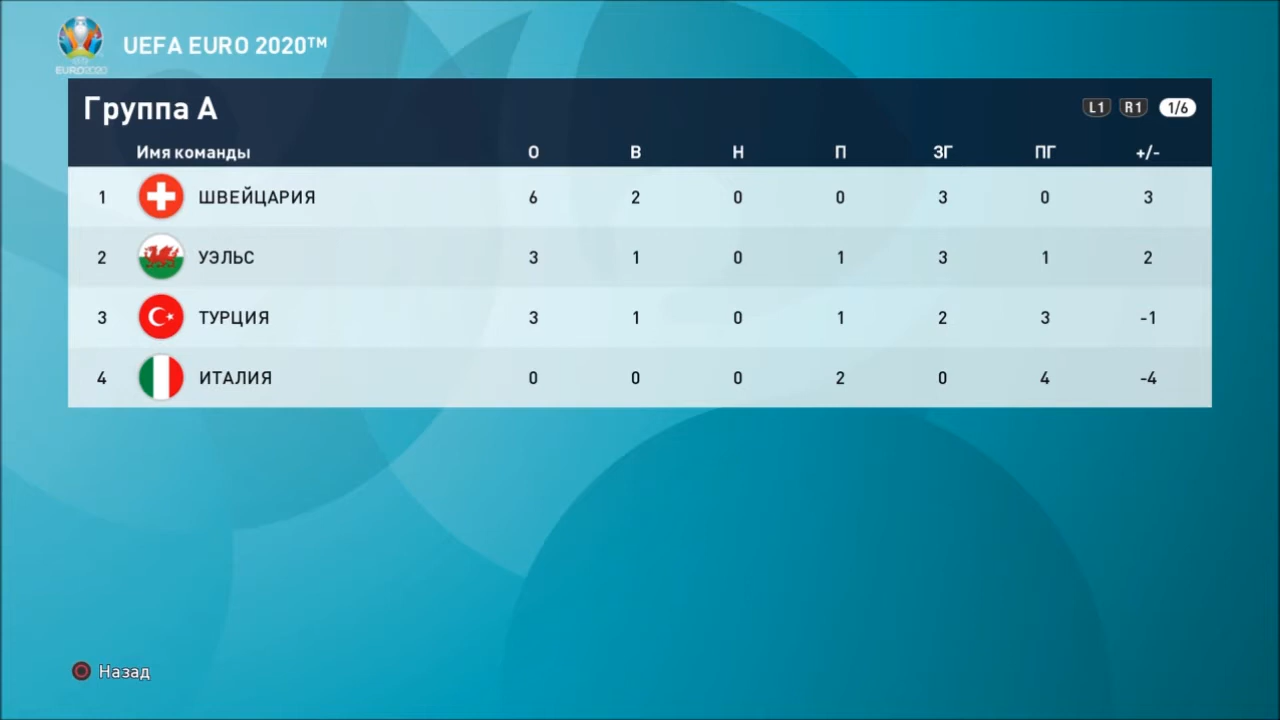 UEFA EURO 2020™
EURO2020
Группа А
L1 R1 1/6
Имя команды О В Н П ЗГ ПГ +/-
1 ШВЕЙЦАРИЯ 6 2 0 0 3 0 3
2 УЭЛЬС 3 1 0 1 3 1 2
3 ТУРЦИЯ 3 1 0 1 2 3 -1
4 ИТАЛИЯ 0 0 0 2 0 4 -4
Назад